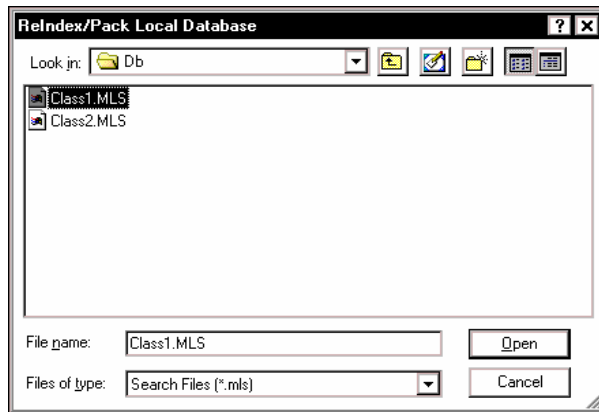 ReIndex/Pack Local Database
Look in: Db
Class1.MLS
Class2.MLS
File name: Class1.MLS Open
Files of type: Search Files (*.mls) Cancel